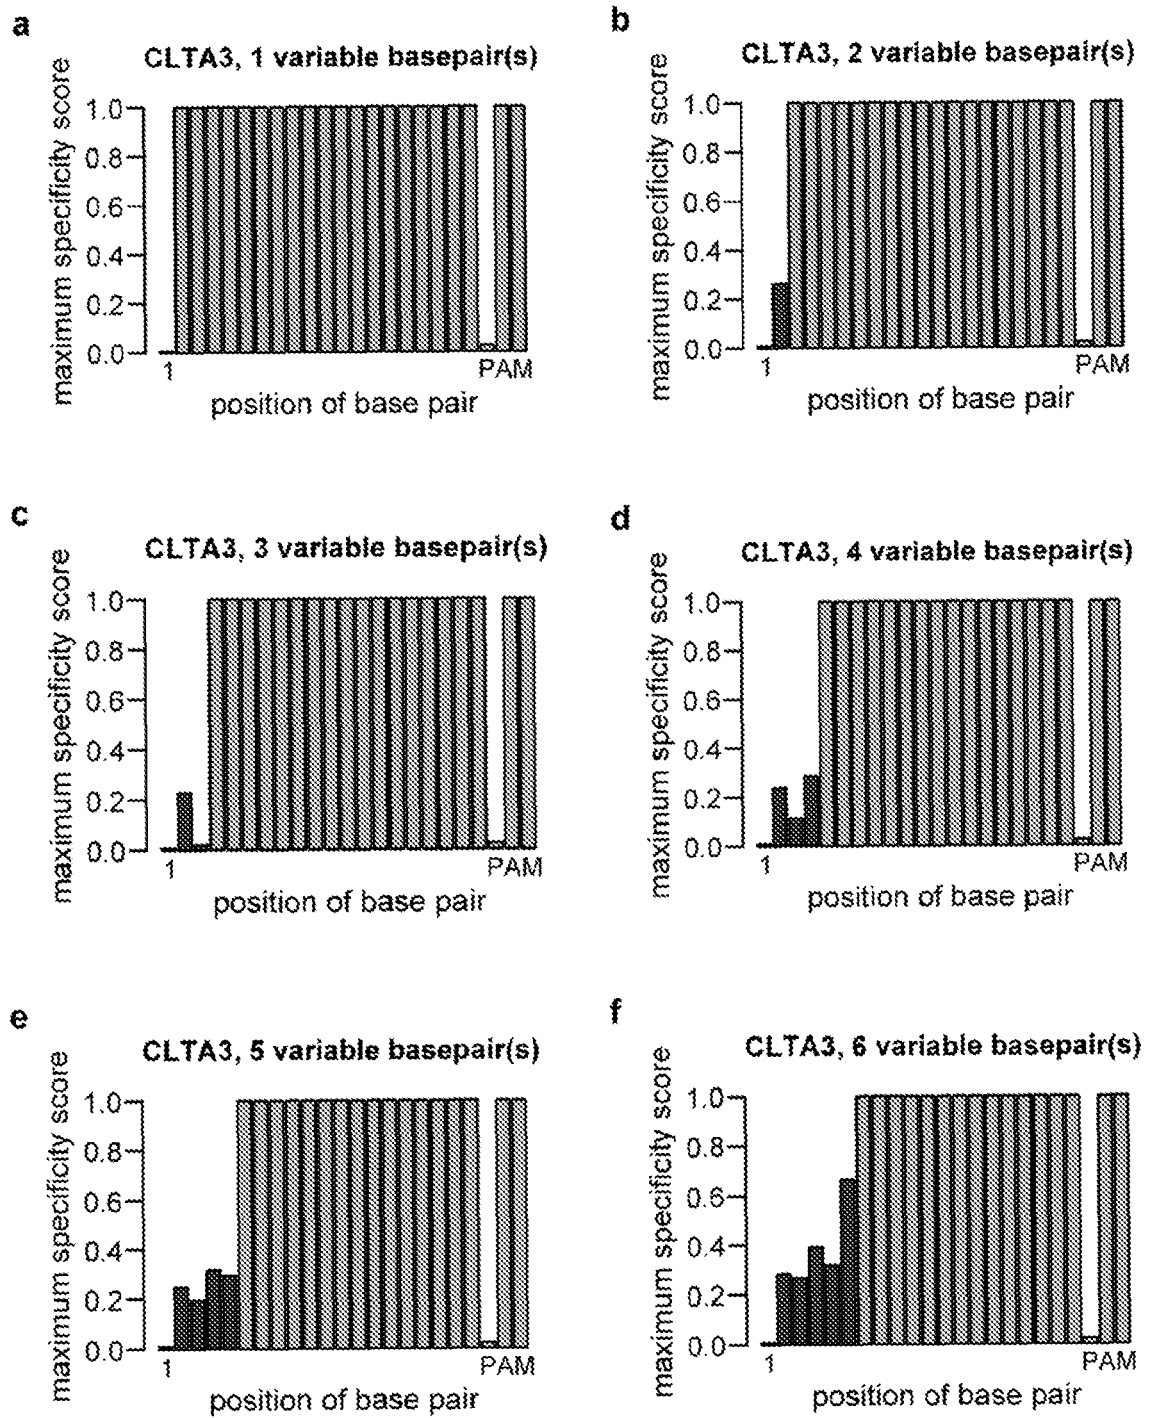 a
CLTA3, 1 variable basepair(s)
maximum specificity score
1.0
0.8
0.6
0.4
0.2
0.0
1
PAM
position of base pair
b
CLTA3, 2 variable basepair(s)
maximum specificity score
1.0
0.8
0.6
0.4
0.2
0.0
1
PAM
position of base pair
c
CLTA3, 3 variable basepair(s)
maximum specificity score
1.0
0.8
0.6
0.4
0.2
0.0
1
PAM
position of base pair
d
CLTA3, 4 variable basepair(s)
maximum specificity score
1.0
0.8
0.6
0.4
0.2
0.0
1
PAM
position of base pair
e
CLTA3, 5 variable basepair(s)
maximum specificity score
1.0
0.8
0.6
0.4
0.2
0.0
1
PAM
position of base pair
f
CLTA3, 6 variable basepair(s)
maximum specificity score
1.0
0.8
0.6
0.4
0.2
0.0
1
PAM
position of base pair